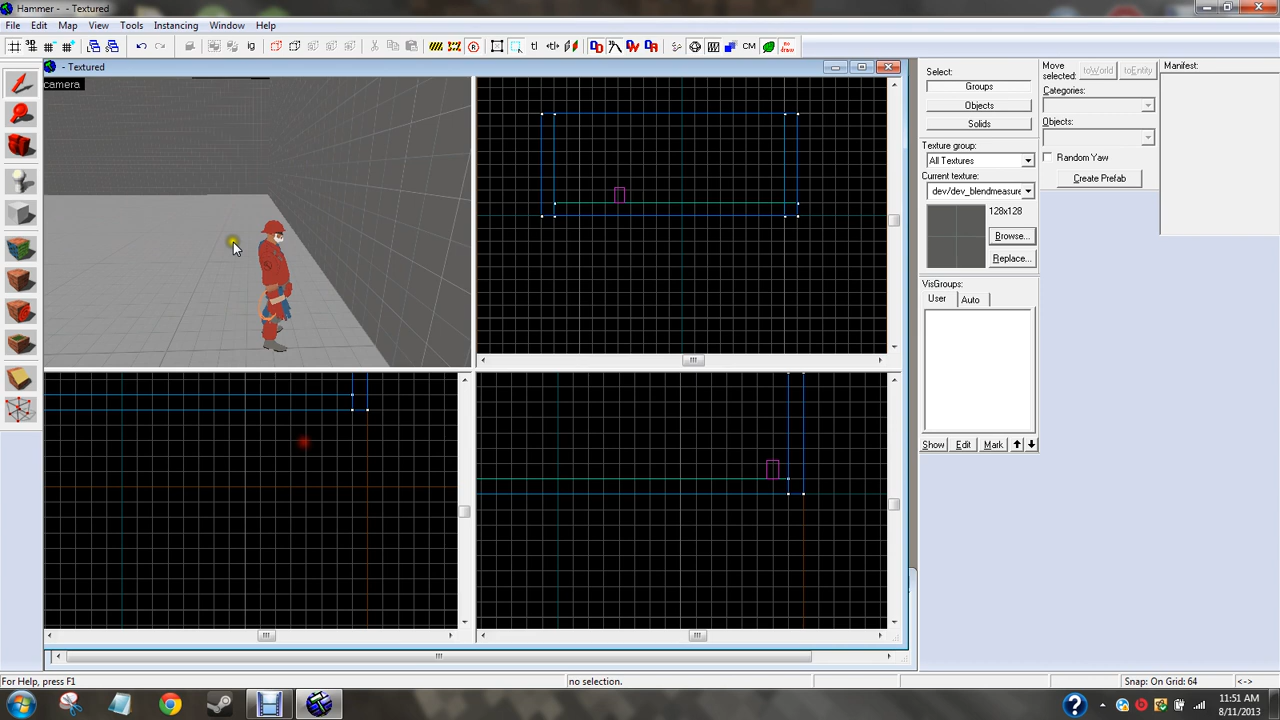 Hammer - - Textured
File Edit Map View Tools Instancing Window Help
CM
- Textured
camera
Select:
Groups
Objects
Solids
Texture group:
All Textures
Current texture:
dev/dev_blendmeasure
128x128
Browse...
Replace...
VisGroups:
User Auto
Show Edit Mark
Move selected:
toWorld toEntity
Categories:
Objects:
Random Yaw
Create Prefab
Manifest:
For Help, press F1
no selection.
Snap: On Grid: 64
<->
11:51 AM
8/11/2013